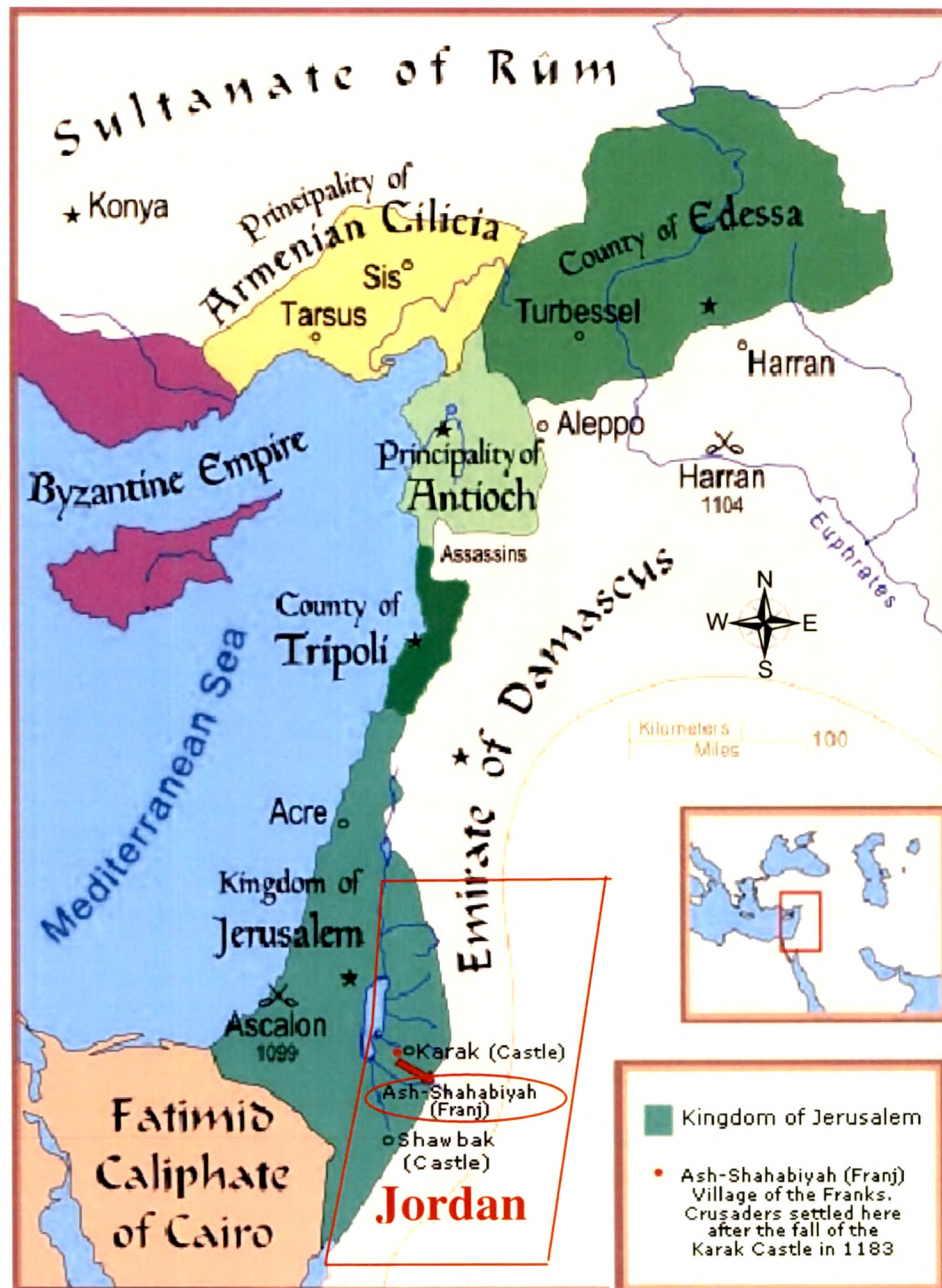 Sultanate of Rûm
Konya
Principality of
Armenian Cilicia
Sis
Tarsus
County of Edessa
Turbessel
Harran
Aleppo
Harran
1104
Euphrates
Byzantine Empire
Principality of
Antioch
Assassins
County of
Tripoli
Mediterranean Sea
Emirate of Damascus
N
W
E
S
Kilometers
Miles
100
Acre
Kingdom of
Jerusalem
Ascalon
1099
Karak (Castle)
Ash-Shahabiyah
(Franj)
Shawbak
(Castle)
Jordan
Fatimid
Caliphate
of Cairo
Kingdom of Jerusalem
Ash-Shahabiyah (Franj)
Village of the Franks.
Crusaders settled here
after the fall of the
Karak Castle in 1183